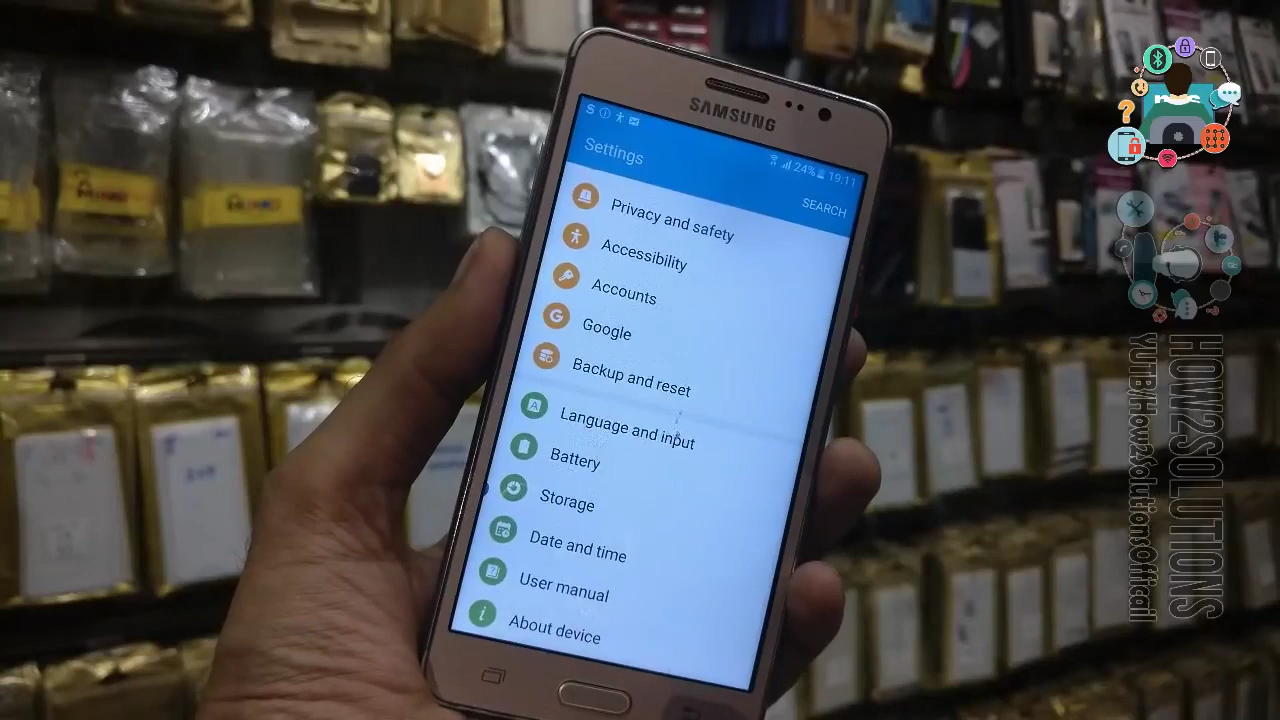 SAMSUNG
24% 19:11
Settings
SEARCH
Privacy and safety
Accessibility
Accounts
Google
Backup and reset
Language and input
Battery
Storage
Date and time
User manual
About device
HOW2SOLUTIONS
YUTB/How2SolutionsOfficail